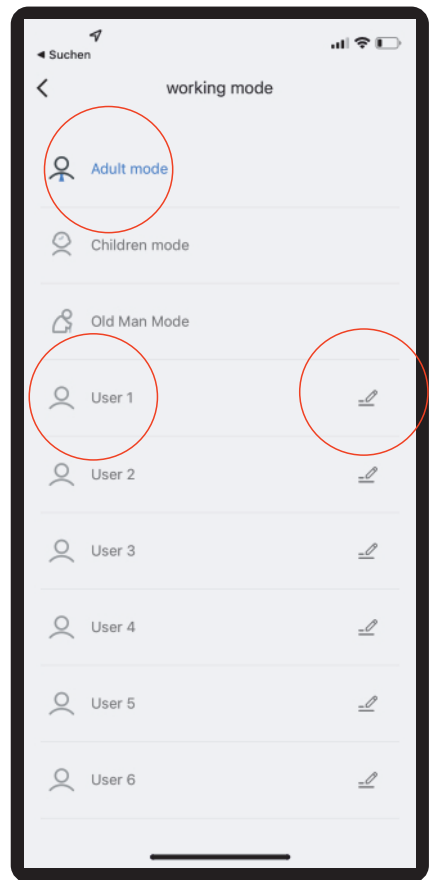 ◄ Suchen
working mode
Adult mode
Children mode
Old Man Mode
User 1
User 2
User 3
User 4
User 5
User 6